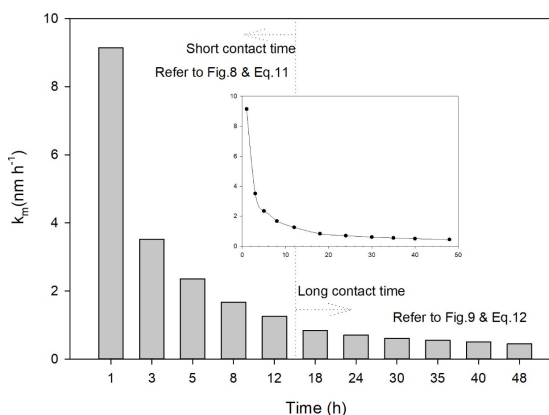 10
8
6
4
2
0
k_m(nm h⁻¹)
Short contact time
Refer to Fig.8 & Eq.11
10
8
6
4
2
0
0 10 20 30 40 50
Long contact time
Refer to Fig.9 & Eq.12
1 3 5 8 12 18 24 30 35 40 48
Time (h)